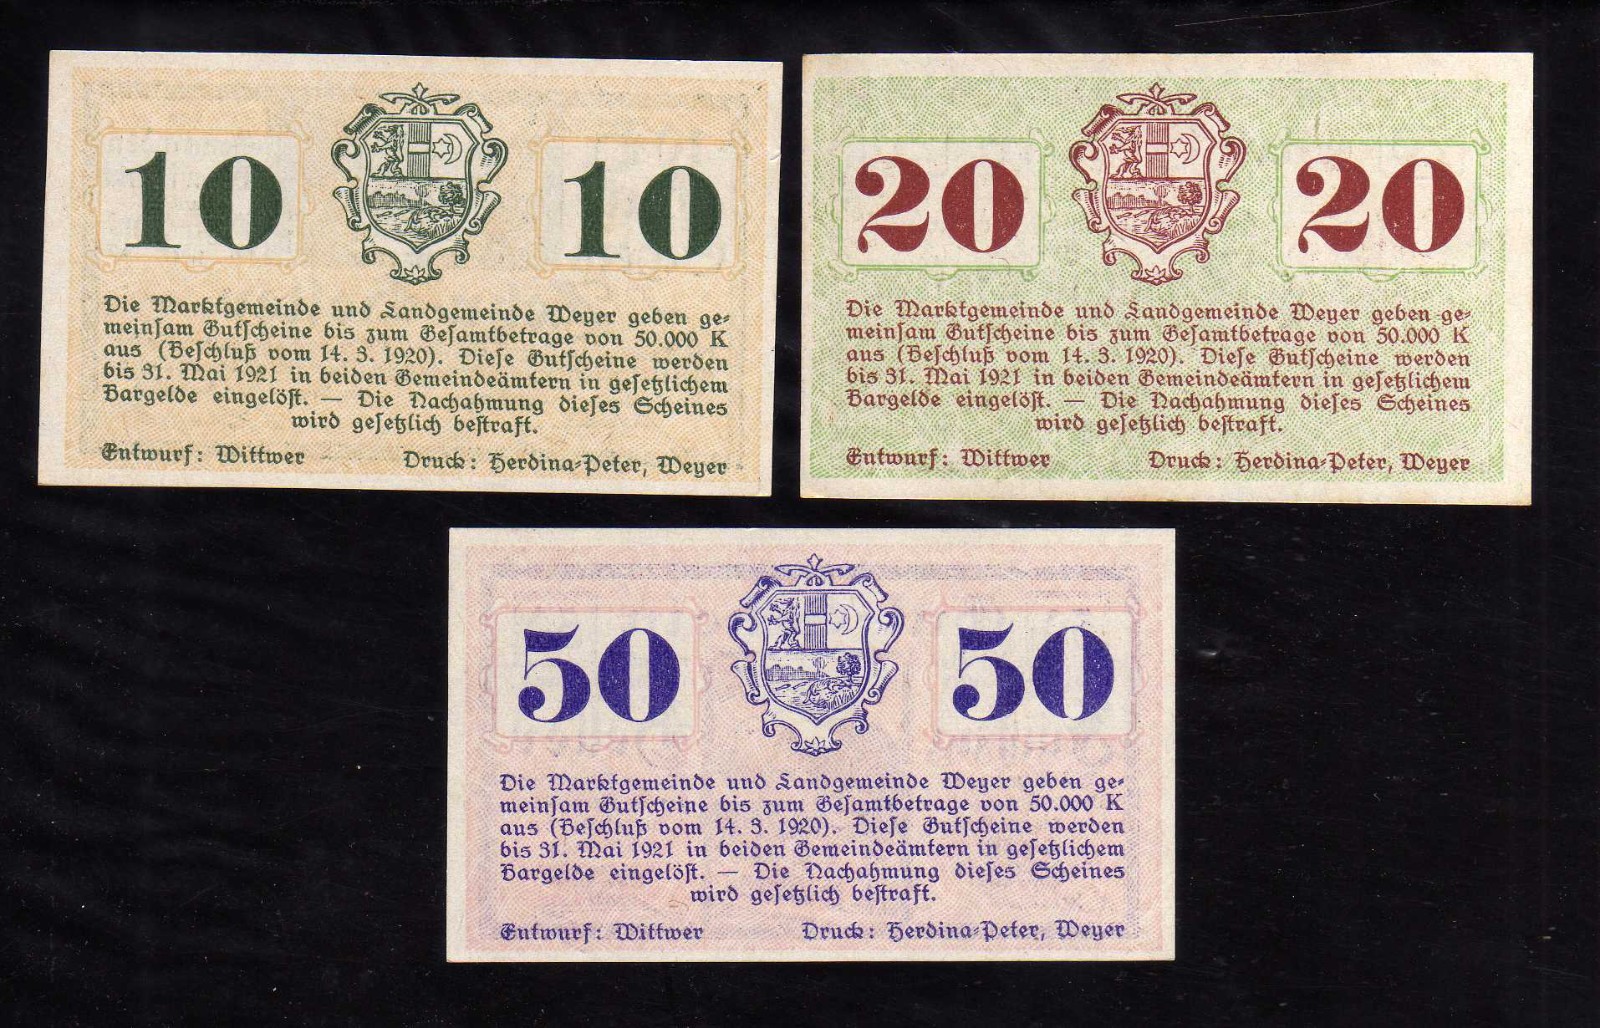 10 10
Die Marktgemeinde und Landgemeinde Weyer geben ge-
meinsam Gutscheine bis zum Gesamtbetrage von 50.000 K
aus (Beschluß vom 14. 3. 1920). Diese Gutscheine werden
bis 31. Mai 1921 in beiden Gemeindeämtern in gesetzlichem
Bargelde eingelöst. — Die Nachahmung dieses Scheines
wird gesetzlich bestraft.
Entwurf: Wittwer Druck: Herdina-Peter, Weyer
20 20
Die Marktgemeinde und Landgemeinde Weyer geben ge-
meinsam Gutscheine bis zum Gesamtbetrage von 50.000 K
aus (Beschluß vom 14. 3. 1920). Diese Gutscheine werden
bis 31. Mai 1921 in beiden Gemeindeämtern in gesetzlichem
Bargelde eingelöst. — Die Nachahmung dieses Scheines
wird gesetzlich bestraft.
Entwurf: Wittwer Druck: Herdina-Peter, Weyer
50 50
Die Marktgemeinde und Landgemeinde Weyer geben ge-
meinsam Gutscheine bis zum Gesamtbetrage von 50.000 K
aus (Beschluß vom 14. 3. 1920). Diese Gutscheine werden
bis 31. Mai 1921 in beiden Gemeindeämtern in gesetzlichem
Bargelde eingelöst. — Die Nachahmung dieses Scheines
wird gesetzlich bestraft.
Entwurf: Wittwer Druck: Herdina-Peter, Weyer